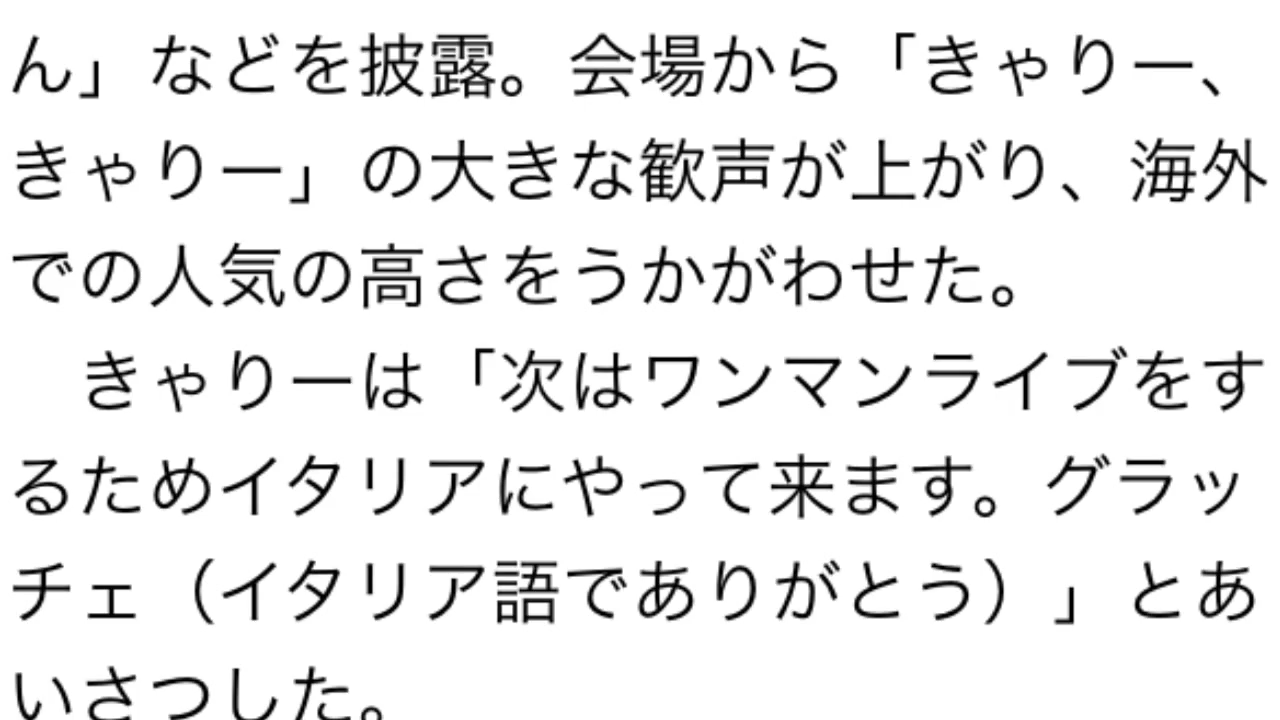 ん」などを披露。会場から「きゃりー、
きゃりー」の大きな歓声が上がり、海外
での人気の高さをうかがわせた。
　きゃりーは「次はワンマンライブをす
るためイタリアにやって来ます。グラッ
チェ（イタリア語でありがとう）」とあ
いさつした。